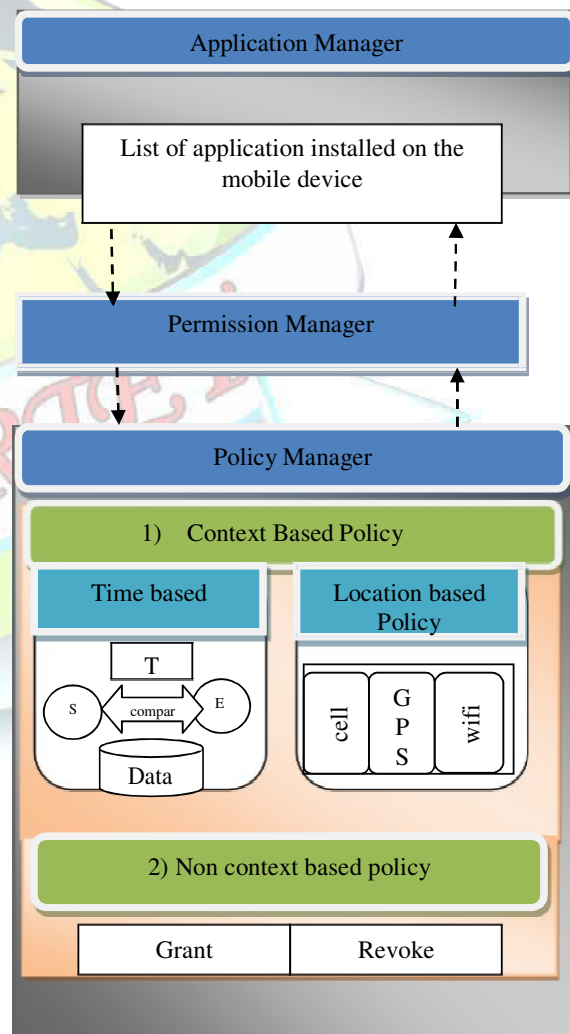 Application Manager
List of application installed on the
mobile device
Permission Manager
Policy Manager
1) Context Based Policy
Time based
T
S
compar
E
Data
Location based
Policy
cell
G
P
S
wifi
2) Non context based policy
Grant
Revoke